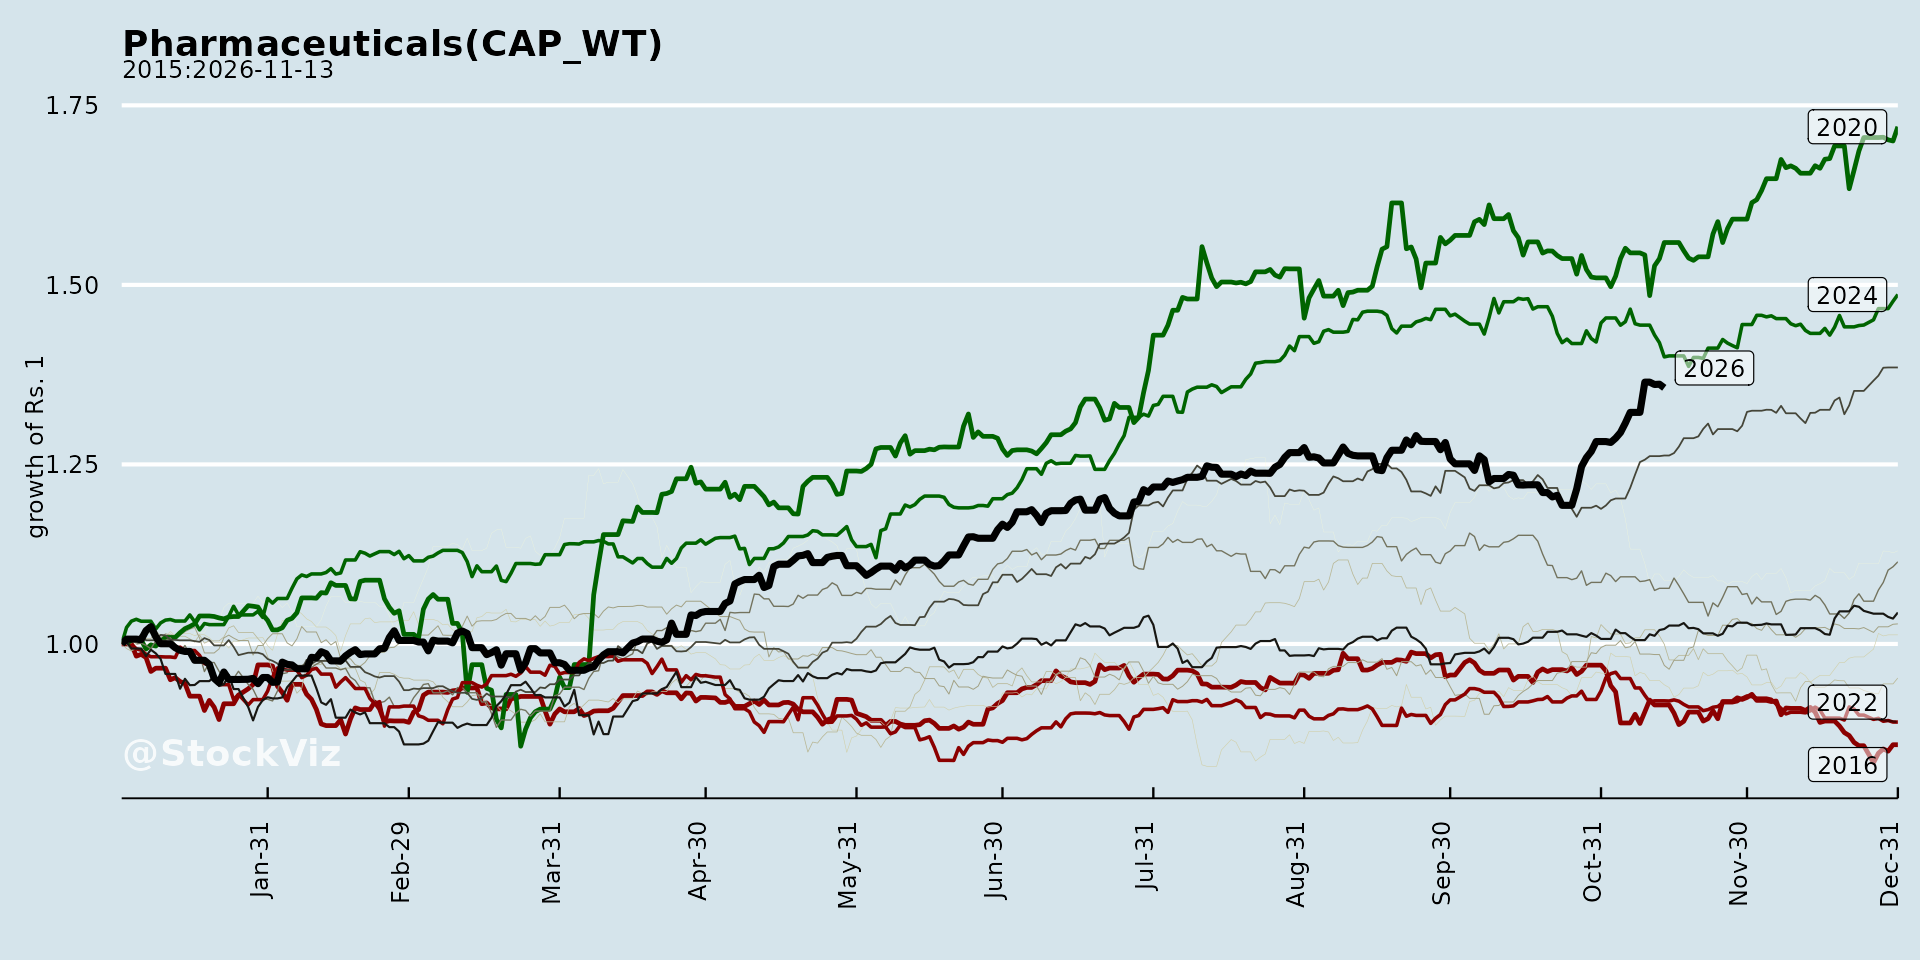 Pharmaceuticals(CAP_WT)
2015:2026-11-13
growth of Rs. 1
1.75
1.50
1.25
1.00
2020
2024
2026
2022
2016
@StockViz
Jan-31
Feb-29
Mar-31
Apr-30
May-31
Jun-30
Jul-31
Aug-31
Sep-30
Oct-31
Nov-30
Dec-31